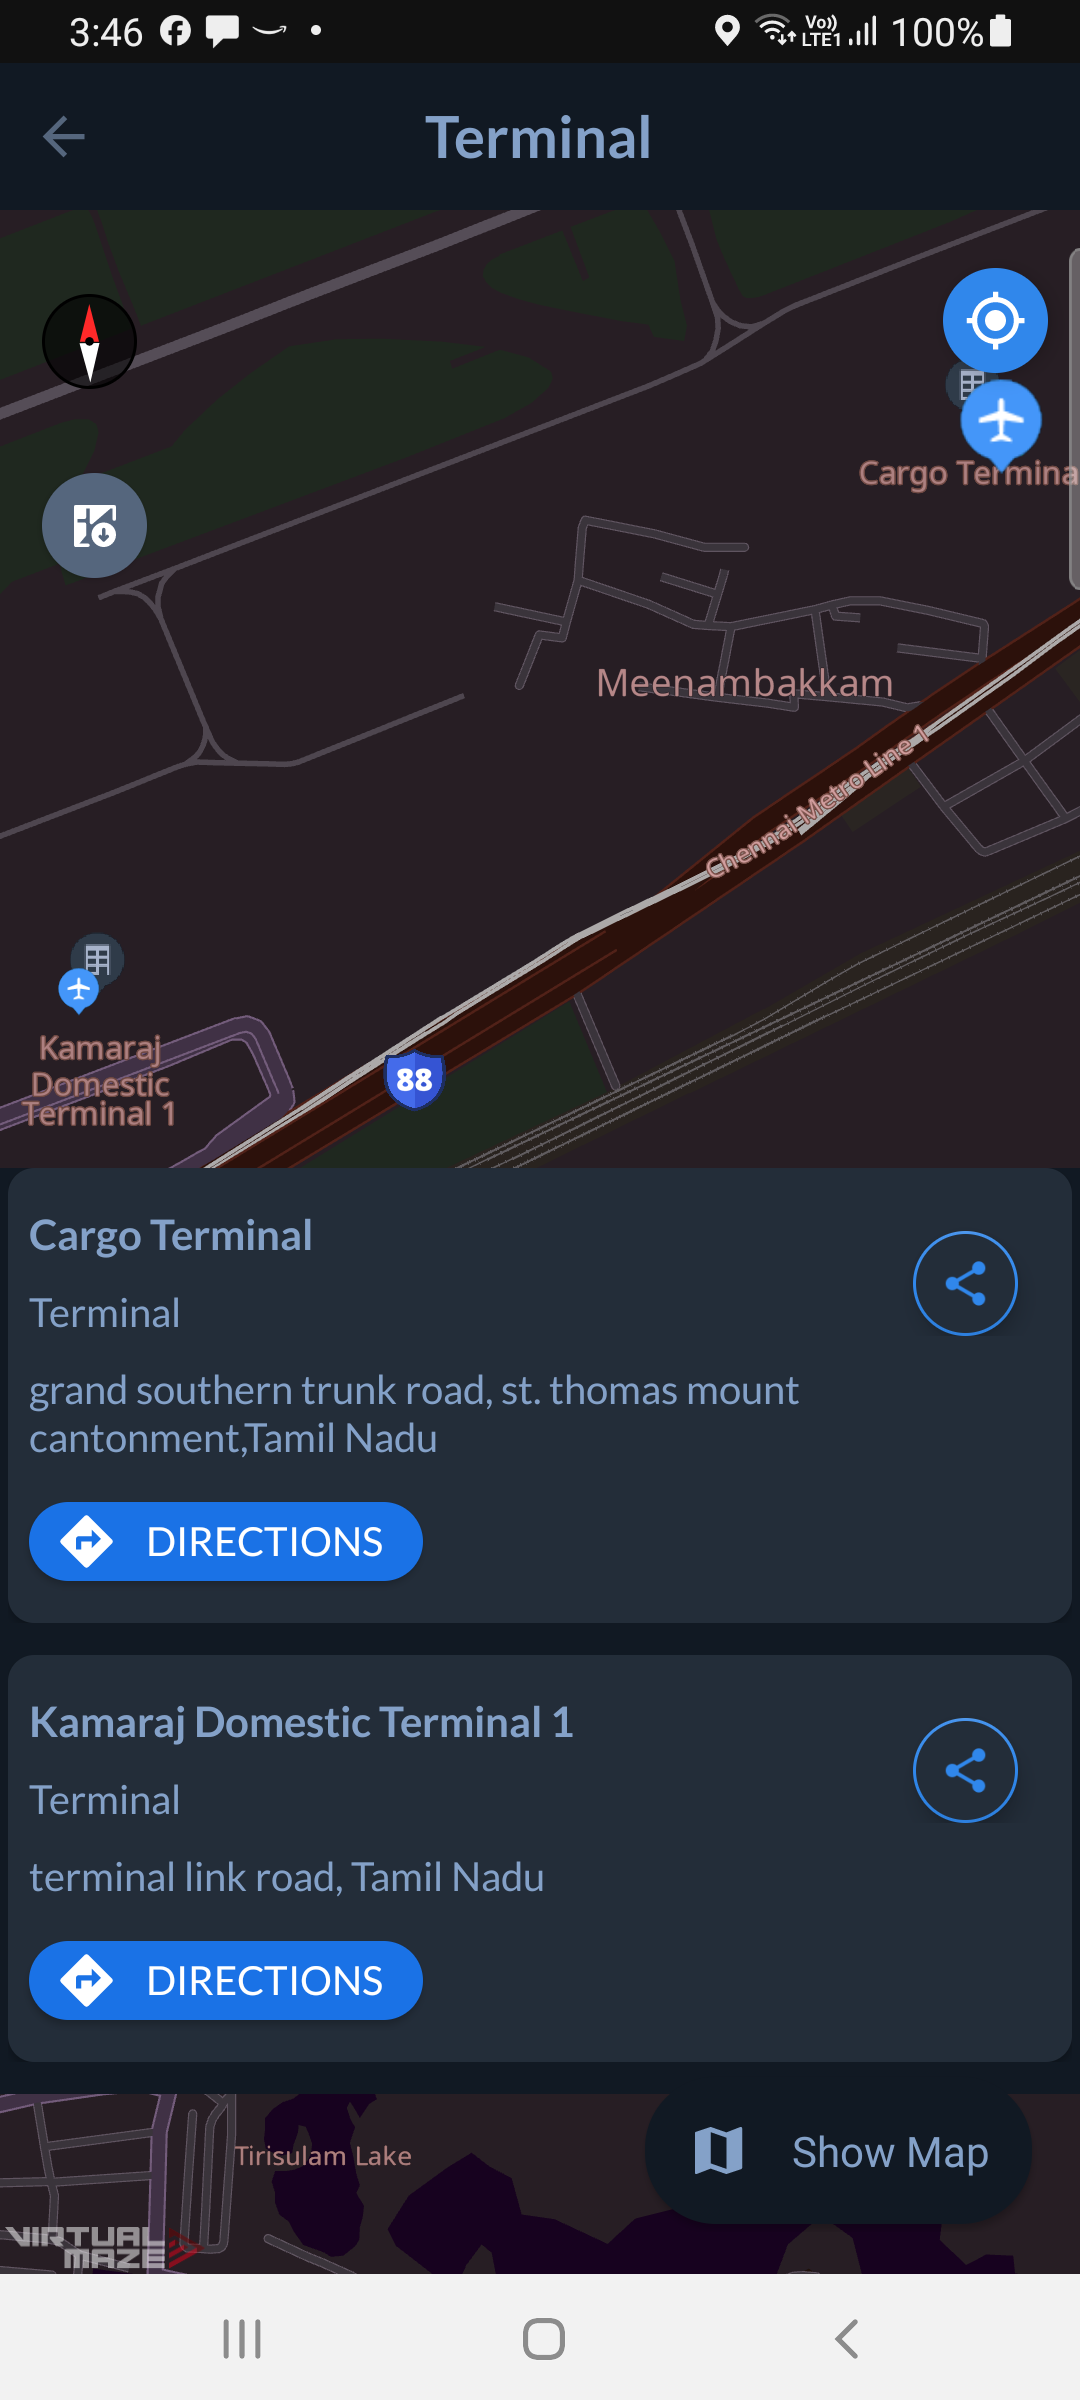 3:46
Vo))
LTE1
100%
Terminal
Cargo Termina
Meenambakkam
Chennai Metro Line 1
Kamaraj
Domestic
Terminal 1
88
Cargo Terminal
Terminal
grand southern trunk road, st. thomas mount
cantonment,Tamil Nadu
DIRECTIONS
Kamaraj Domestic Terminal 1
Terminal
terminal link road, Tamil Nadu
DIRECTIONS
Tirisulam Lake
Show Map
VIRTUAL
MAZE